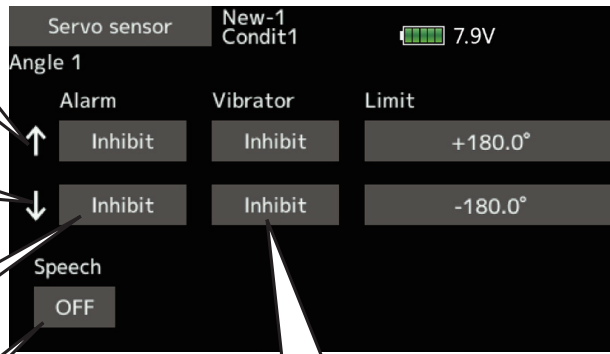 Servo sensor
New-1
Condit1
7.9V
Angle 1
Alarm Vibrator Limit
↑ Inhibit Inhibit +180.0°
↓ Inhibit Inhibit -180.0°
Speech
OFF